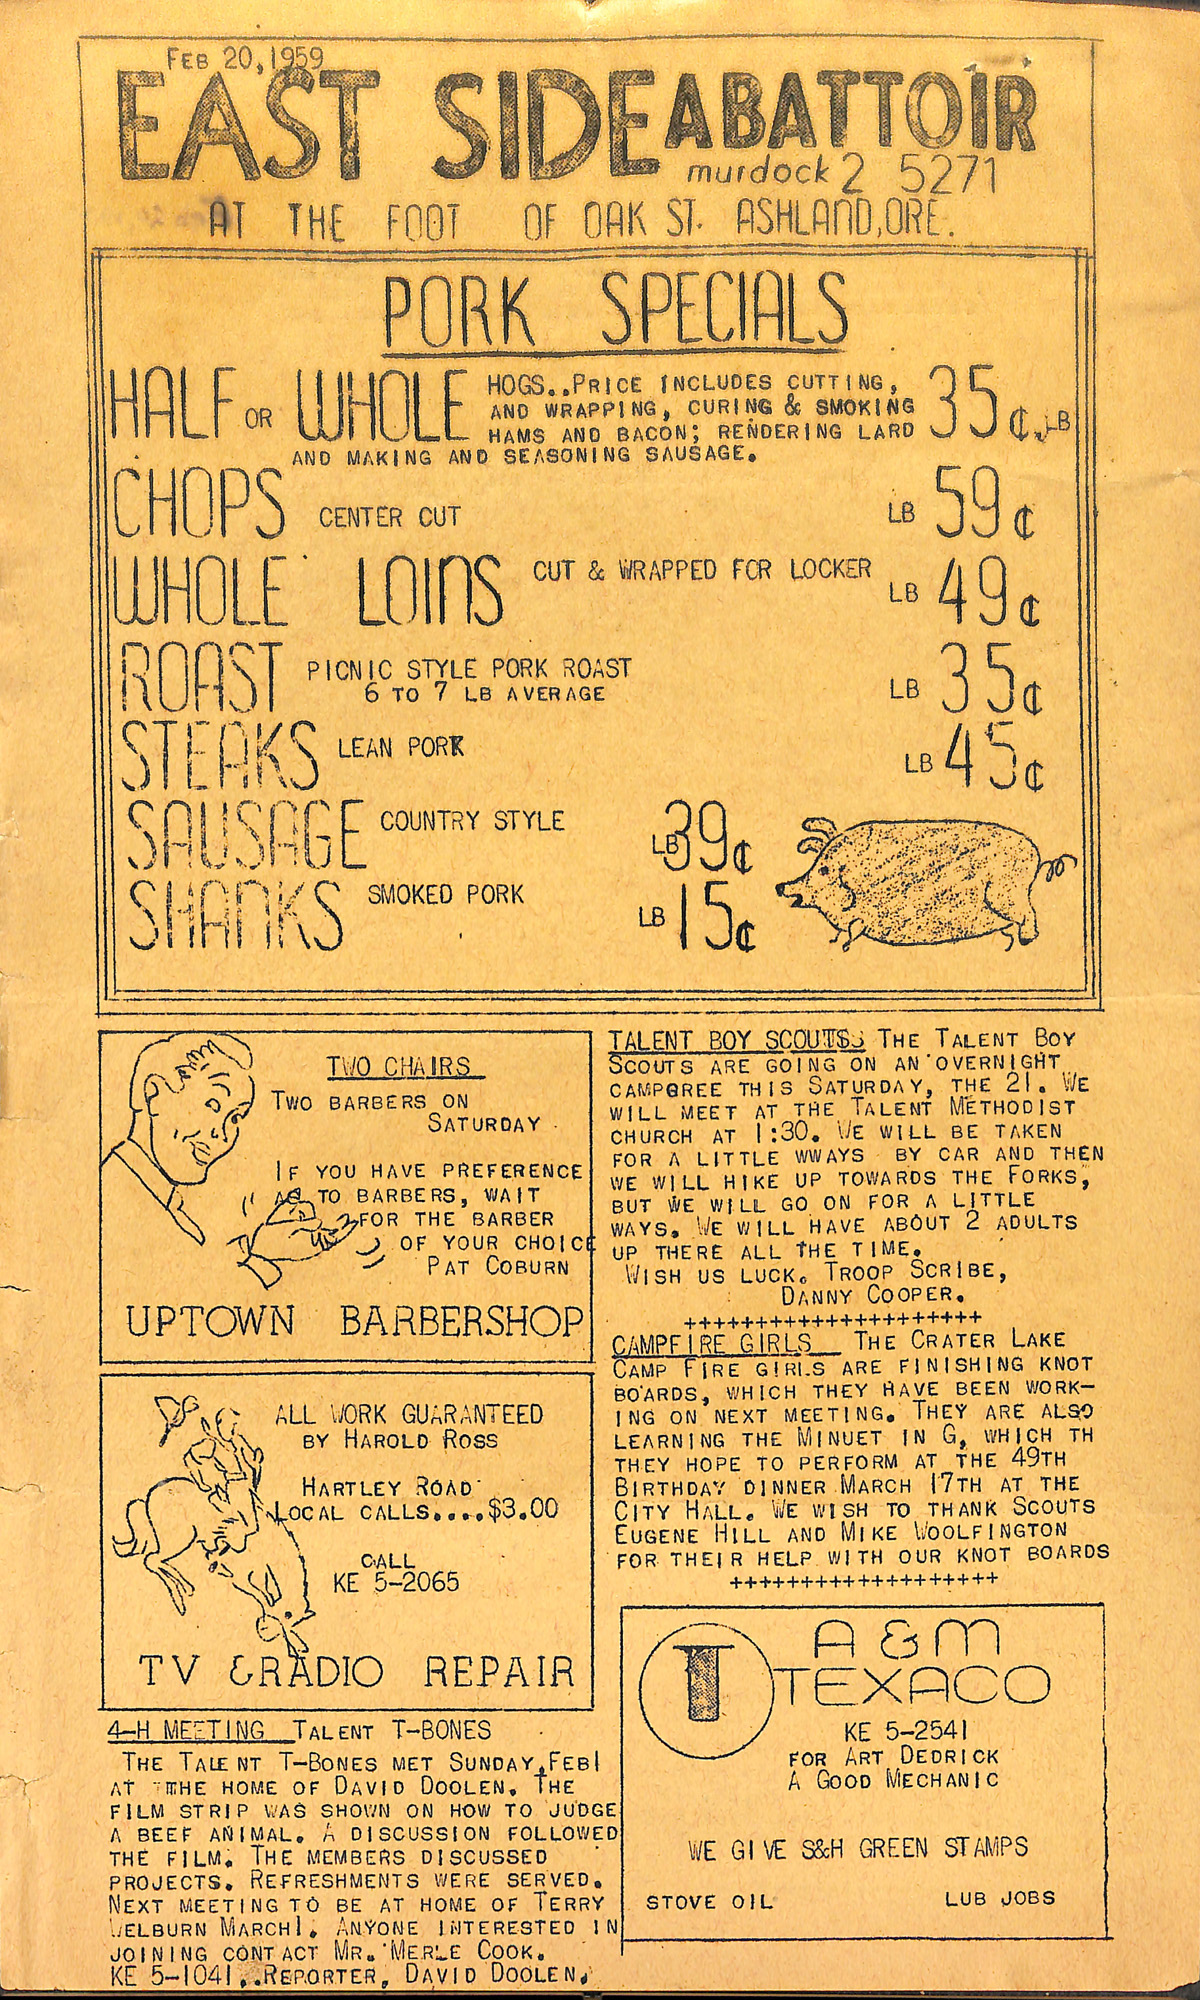 FEB 20, 1959
EAST SIDE ABATTOIR
murdock 2 5271
AT THE FOOT OF OAK ST. ASHLAND, ORE.
PORK SPECIALS
HALF OR WHOLE HOGS..PRICE INCLUDES CUTTING, 35¢ LB
AND WRAPPING, CURING & SMOKING
HAMS AND BACON; RENDERING LARD
AND MAKING AND SEASONING SAUSAGE.
CHOPS CENTER CUT LB 59¢
WHOLE LOINS CUT & WRAPPED FOR LOCKER LB 49¢
ROAST PICNIC STYLE PORK ROAST LB 35¢
6 TO 7 LB AVERAGE
STEAKS LEAN PORK LB 45¢
SAUSAGE COUNTRY STYLE LB 39¢
SHANKS SMOKED PORK LB 15¢
TWO CHAIRS
TWO BARBERS ON
SATURDAY
IF YOU HAVE PREFERENCE
AS TO BARBERS, WAIT
FOR THE BARBER
OF YOUR CHOICE
PAT COBURN
UPTOWN BARBERSHOP
ALL WORK GUARANTEED
BY HAROLD ROSS
HARTLEY ROAD
LOCAL CALLS....$3.00
CALL
KE 5-2065
TV & RADIO REPAIR
4-H MEETING TALENT T-BONES
THE TALENT T-BONES MET SUNDAY, FEB1
AT THE HOME OF DAVID DOOLEN. THE
FILM STRIP WAS SHOWN ON HOW TO JUDGE
A BEEF ANIMAL. A DISCUSSION FOLLOWED
THE FILM. THE MEMBERS DISCUSSED
PROJECTS. REFRESHMENTS WERE SERVED.
NEXT MEETING TO BE AT HOME OF TERRY
WELBURN MARCH1. ANYONE INTERESTED IN
JOINING CONTACT MR. MERLE COOK.
KE 5-1041..REPORTER, DAVID DOOLEN.
TALENT BOY SCOUTS: THE TALENT BOY
SCOUTS ARE GOING ON AN OVERNIGHT
CAMPOREE THIS SATURDAY, THE 21. WE
WILL MEET AT THE TALENT METHODIST
CHURCH AT 1:30. WE WILL BE TAKEN
FOR A LITTLE WWAYS BY CAR AND THEN
WE WILL HIKE UP TOWARDS THE FORKS,
BUT WE WILL GO ON FOR A LITTLE
WAYS. WE WILL HAVE ABOUT 2 ADULTS
UP THERE ALL THE TIME.
WISH US LUCK. TROOP SCRIBE,
DANNY COOPER.
+++++++++++++++++++++
CAMPFIRE GIRLS THE CRATER LAKE
CAMP FIRE GIRLS ARE FINISHING KNOT
BOARDS, WHICH THEY HAVE BEEN WORK-
ING ON NEXT MEETING. THEY ARE ALSO
LEARNING THE MINUET IN G, WHICH TH
THEY HOPE TO PERFORM AT THE 49TH
BIRTHDAY DINNER MARCH 17TH AT THE
CITY HALL. WE WISH TO THANK SCOUTS
EUGENE HILL AND MIKE WOOLFINGTON
FOR THEIR HELP WITH OUR KNOT BOARDS
+++++++++++++++++++
T
A & M
TEXACO
KE 5-2541
FOR ART DEDRICK
A GOOD MECHANIC
WE GIVE S&H GREEN STAMPS
STOVE OIL LUB JOBS